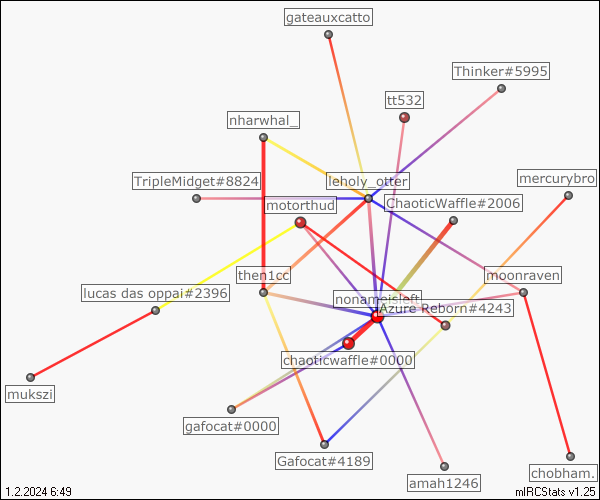 gateauxcatto
Thinker#5995
tt532
nharwhal_
TripleMidget#8824
leholy_otter
mercurybro
motorthud
ChaoticWaffle#2006
then1cc
moonraven
lucas das oppai#2396
nonameisleft
Azure Reborn#4243
chaoticwaffle#0000
mukszi
gafocat#0000
Gafocat#4189
chobham.
amah1246
1.2.2024 6:49
mIRCStats v1.25